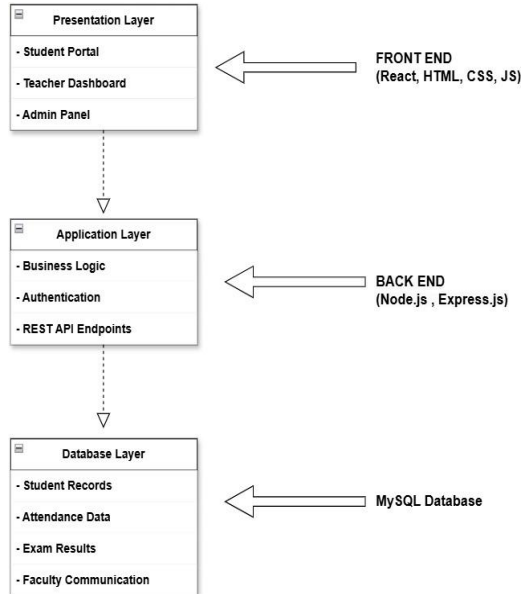 Presentation Layer
- Student Portal
- Teacher Dashboard
- Admin Panel
FRONT END
(React, HTML, CSS, JS)
Application Layer
- Business Logic
- Authentication
- REST API Endpoints
BACK END
(Node.js , Express.js)
Database Layer
- Student Records
- Attendance Data
- Exam Results
- Faculty Communication
MySQL Database